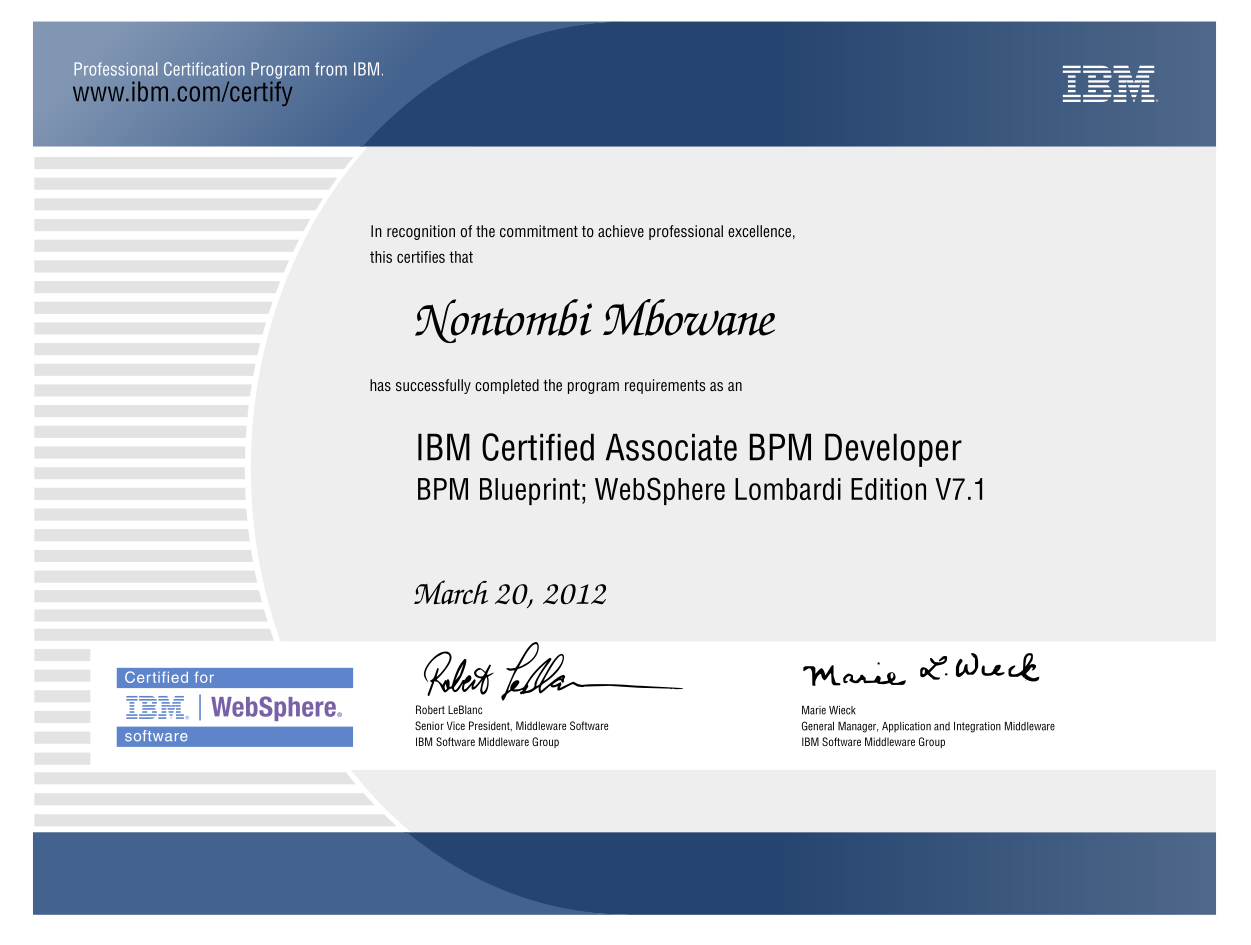 Professional Certification Program from IBM.
www.ibm.com/certify
IBM®
In recognition of the commitment to achieve professional excellence,
this certifies that
Nontombi Mbowane
has successfully completed the program requirements as an
IBM Certified Associate BPM Developer
BPM Blueprint; WebSphere Lombardi Edition V7.1
March 20, 2012
Certified for
IBM® | WebSphere®
software
Robert LeBlanc
Robert LeBlanc
Senior Vice President, Middleware Software
IBM Software Middleware Group
Marie L. Wieck
Marie Wieck
General Manager, Application and Integration Middleware
IBM Software Middleware Group